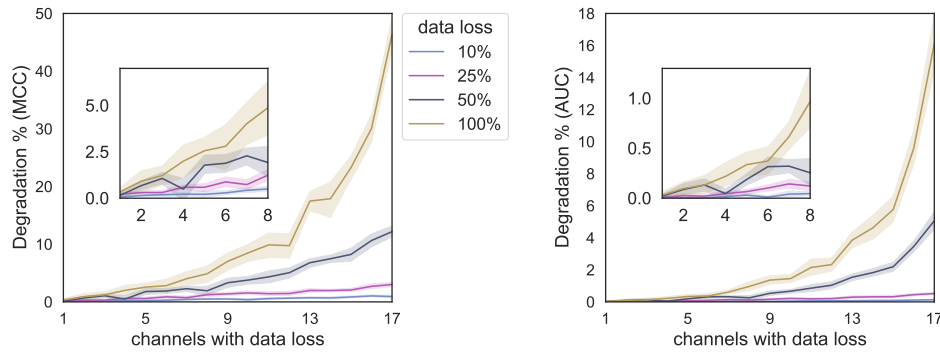 50
40
30
20
10
0
Degradation % (MCC)
5.0
2.5
0.0
2 4 6 8
1 5 9 13 17
channels with data loss
data loss
10%
25%
50%
100%
18
16
14
12
10
8
6
4
2
0
Degradation % (AUC)
1.0
0.5
0.0
2 4 6 8
1 5 9 13 17
channels with data loss